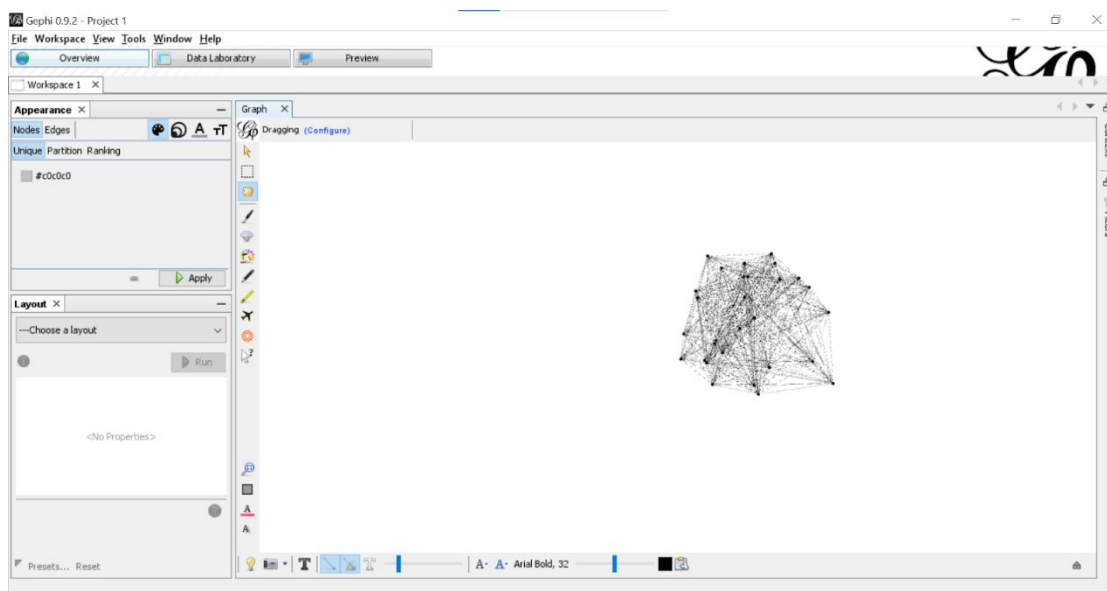 Gephi 0.9.2 - Project 1
File Workspace View Tools Window Help
Overview Data Laboratory Preview
Workspace 1
Appearance
Graph
Nodes Edges
Dragging (Configure)
Unique Partition Ranking
#c0c0c0
Apply
Layout
---Choose a layout
Run
<No Properties>
Presets... Reset
A- A- Arial Bold, 32